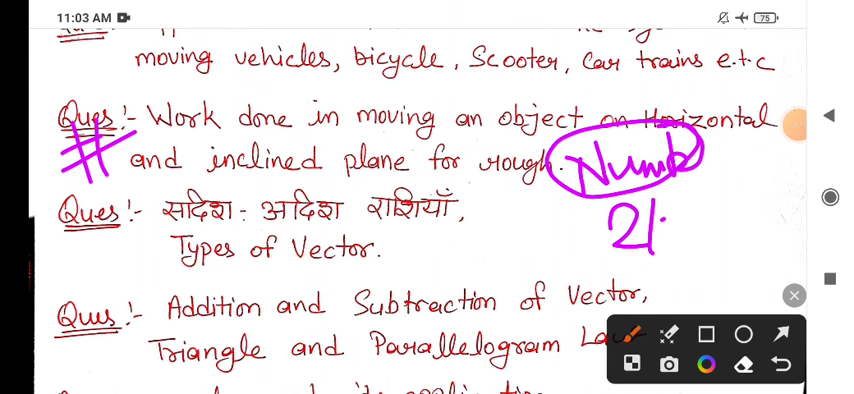 11:03 AM
75
moving vehicles, bicycle, Scooter, Car trains e.t.c
Ques :- Work done in moving an object on Horizontal
and inclined plane for rough. Numb
Ques :- सदिश - अदिश राशियाँ,
Types of Vector.
Ques :- Addition and Subtraction of Vector,
Triangle and Parallelogram Law